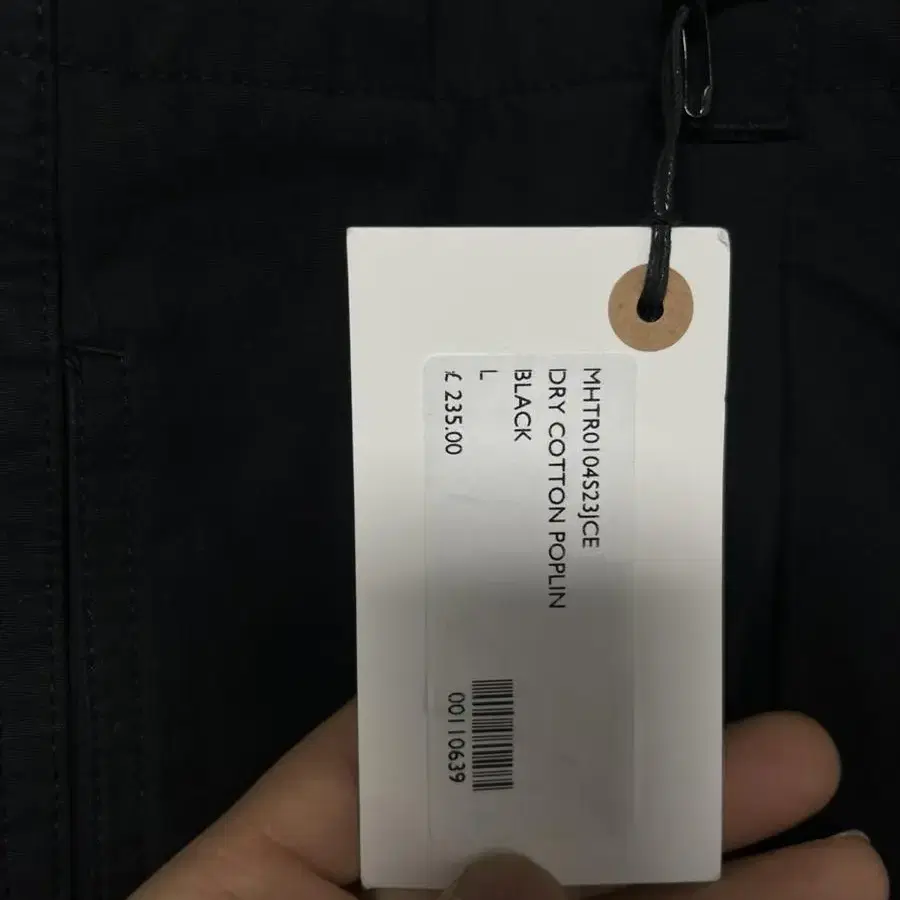 MHTR0104S23JCE
DRY COTTON POPLIN
BLACK
L
£ 235.00
00110639